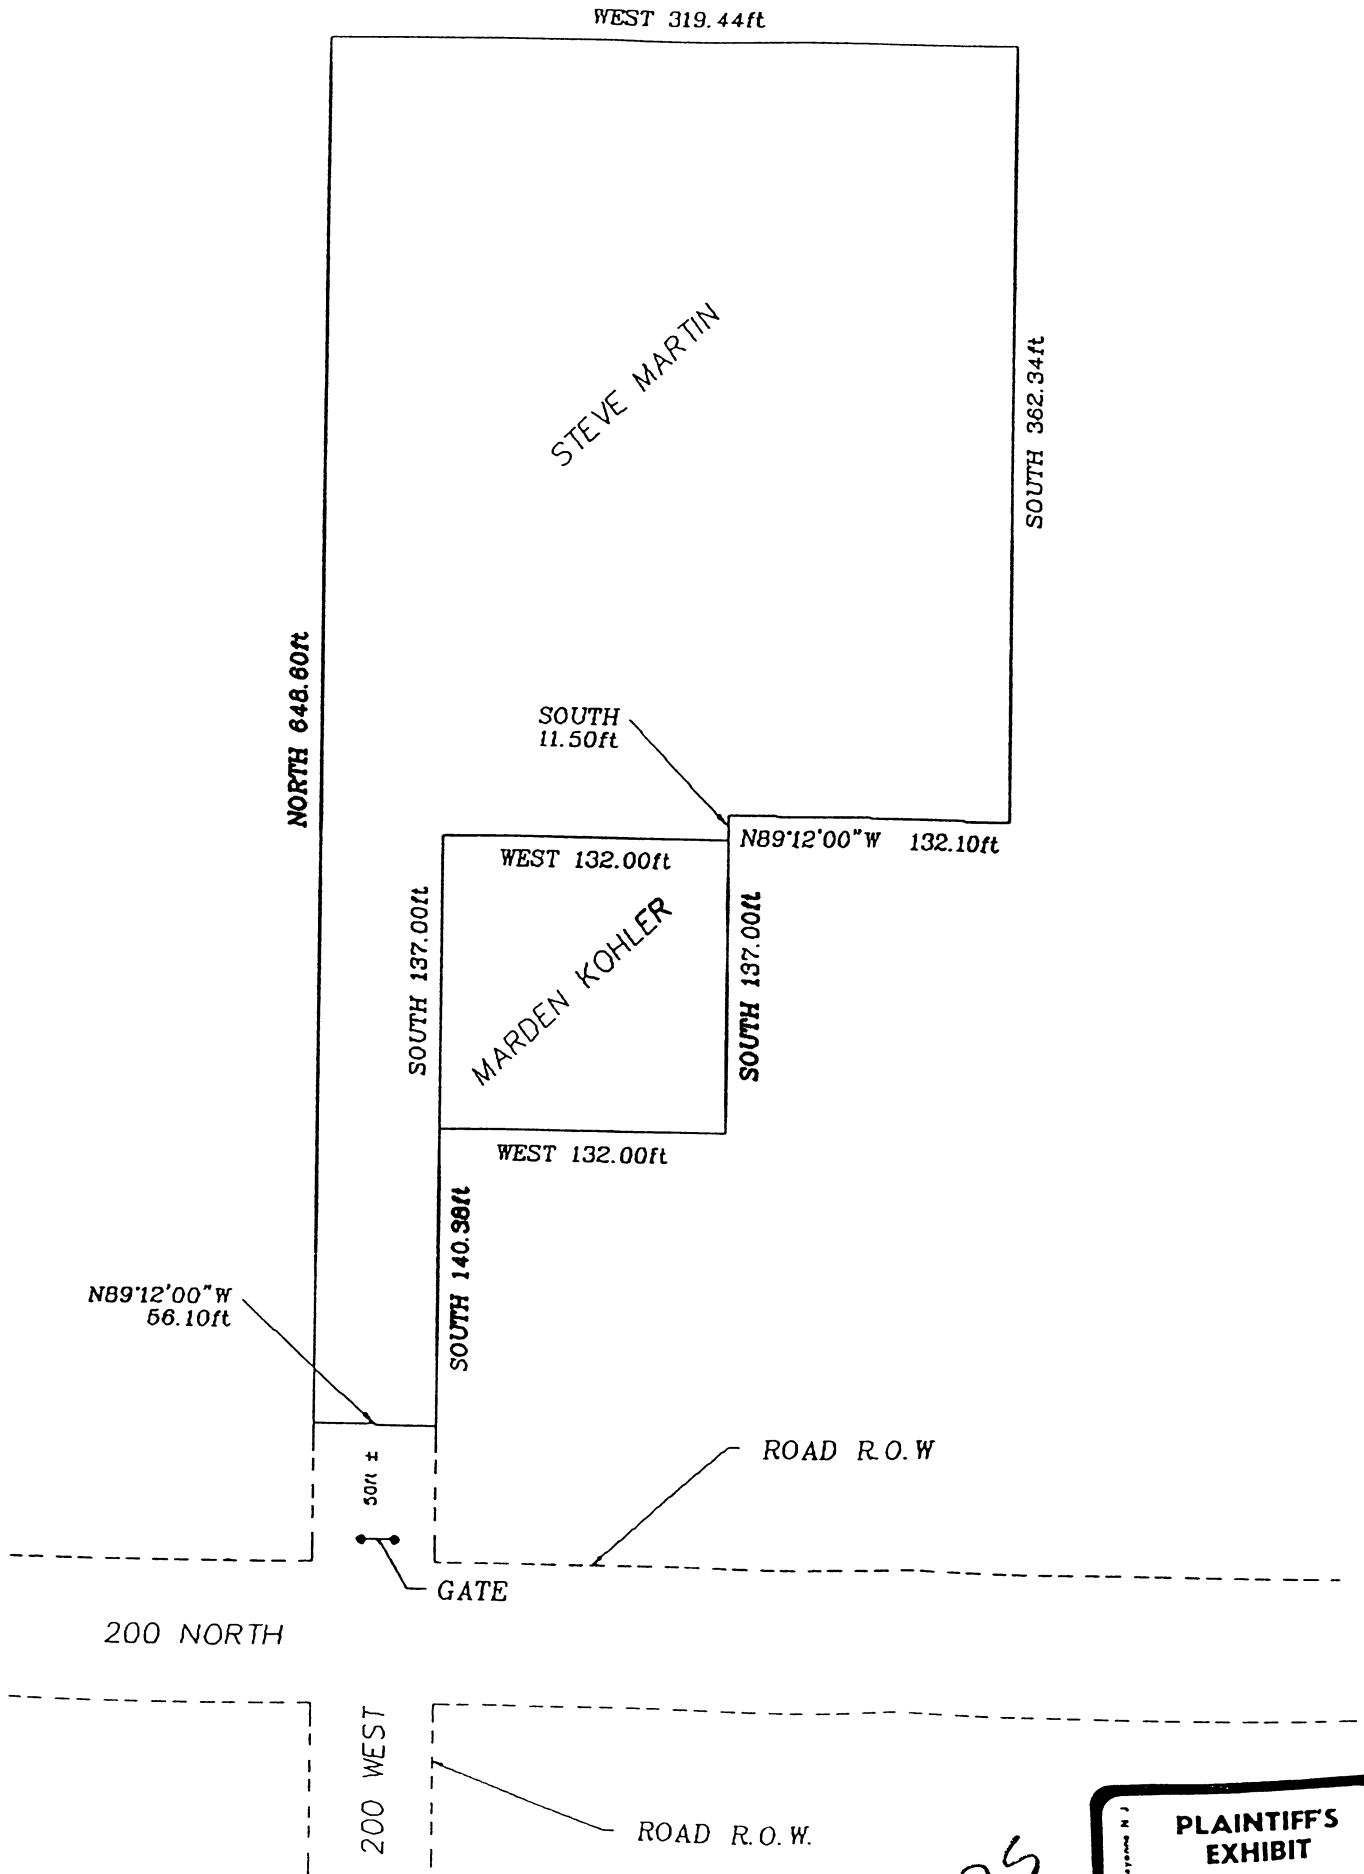 WEST 319.44ft
STEVE MARTIN
SOUTH 362.34ft
NORTH 648.60ft
SOUTH
11.50ft
N89°12'00"W 132.10ft
WEST 132.00ft
SOUTH 137.00ft
MARDEN KOHLER
SOUTH 137.00ft
WEST 132.00ft
SOUTH 140.38ft
N89°12'00"W
56.10ft
50ft ±
ROAD R.O.W
GATE
200 NORTH
200 WEST
ROAD R.O.W.
PLAINTIFF'S
EXHIBIT